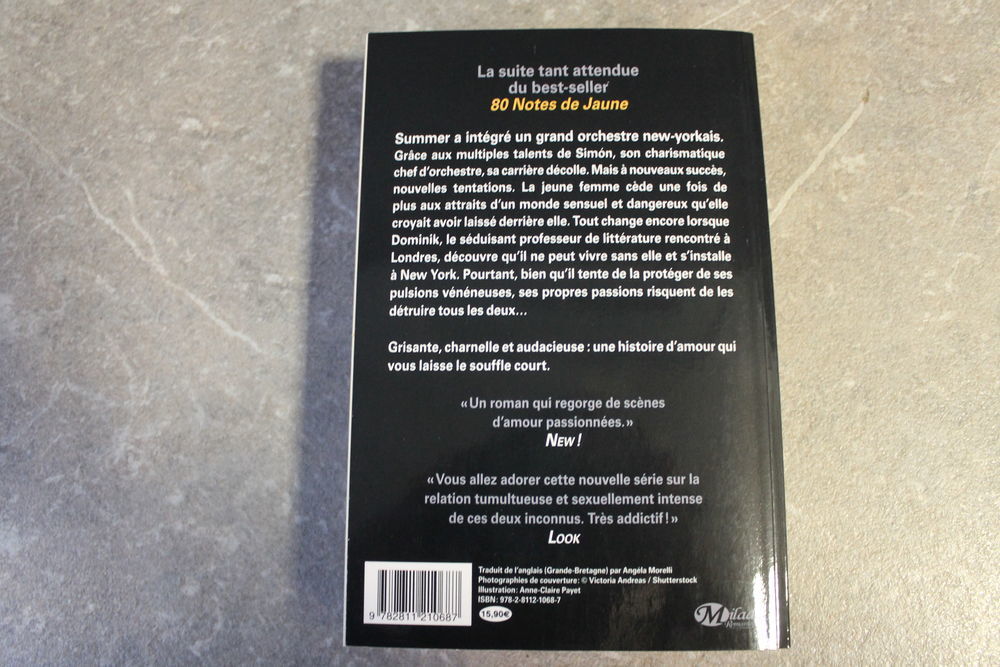 La suite tant attendue
du best-seller
80 Notes de Jaune
Summer a intégré un grand orchestre new-yorkais.
Grâce aux multiples talents de Simón, son charismatique
chef d'orchestre, sa carrière décolle. Mais à nouveaux succès,
nouvelles tentations. La jeune femme cède une fois de
plus aux attraits d'un monde sensuel et dangereux qu'elle
croyait avoir laissé derrière elle. Tout change encore lorsque
Dominik, le séduisant professeur de littérature rencontré à
Londres, découvre qu'il ne peut vivre sans elle et s'installe
à New York. Pourtant, bien qu'il tente de la protéger de ses
pulsions vénéneuses, ses propres passions risquent de les
détruire tous les deux...
Grisante, charnelle et audacieuse : une histoire d'amour qui
vous laisse le souffle court.
« Un roman qui regorge de scènes
d'amour passionnées. »
New !
« Vous allez adorer cette nouvelle série sur la
relation tumultueuse et sexuellement intense
de ces deux inconnus. Très addictif ! »
Look
Traduit de l'anglais (Grande-Bretagne) par Angéla Morelli
Photographies de couverture : © Victoria Andreas / Shutterstock
Illustration : Anne-Claire Payet
ISBN : 978-2-8112-1068-7
9 782811 210687
15,90€
Milady